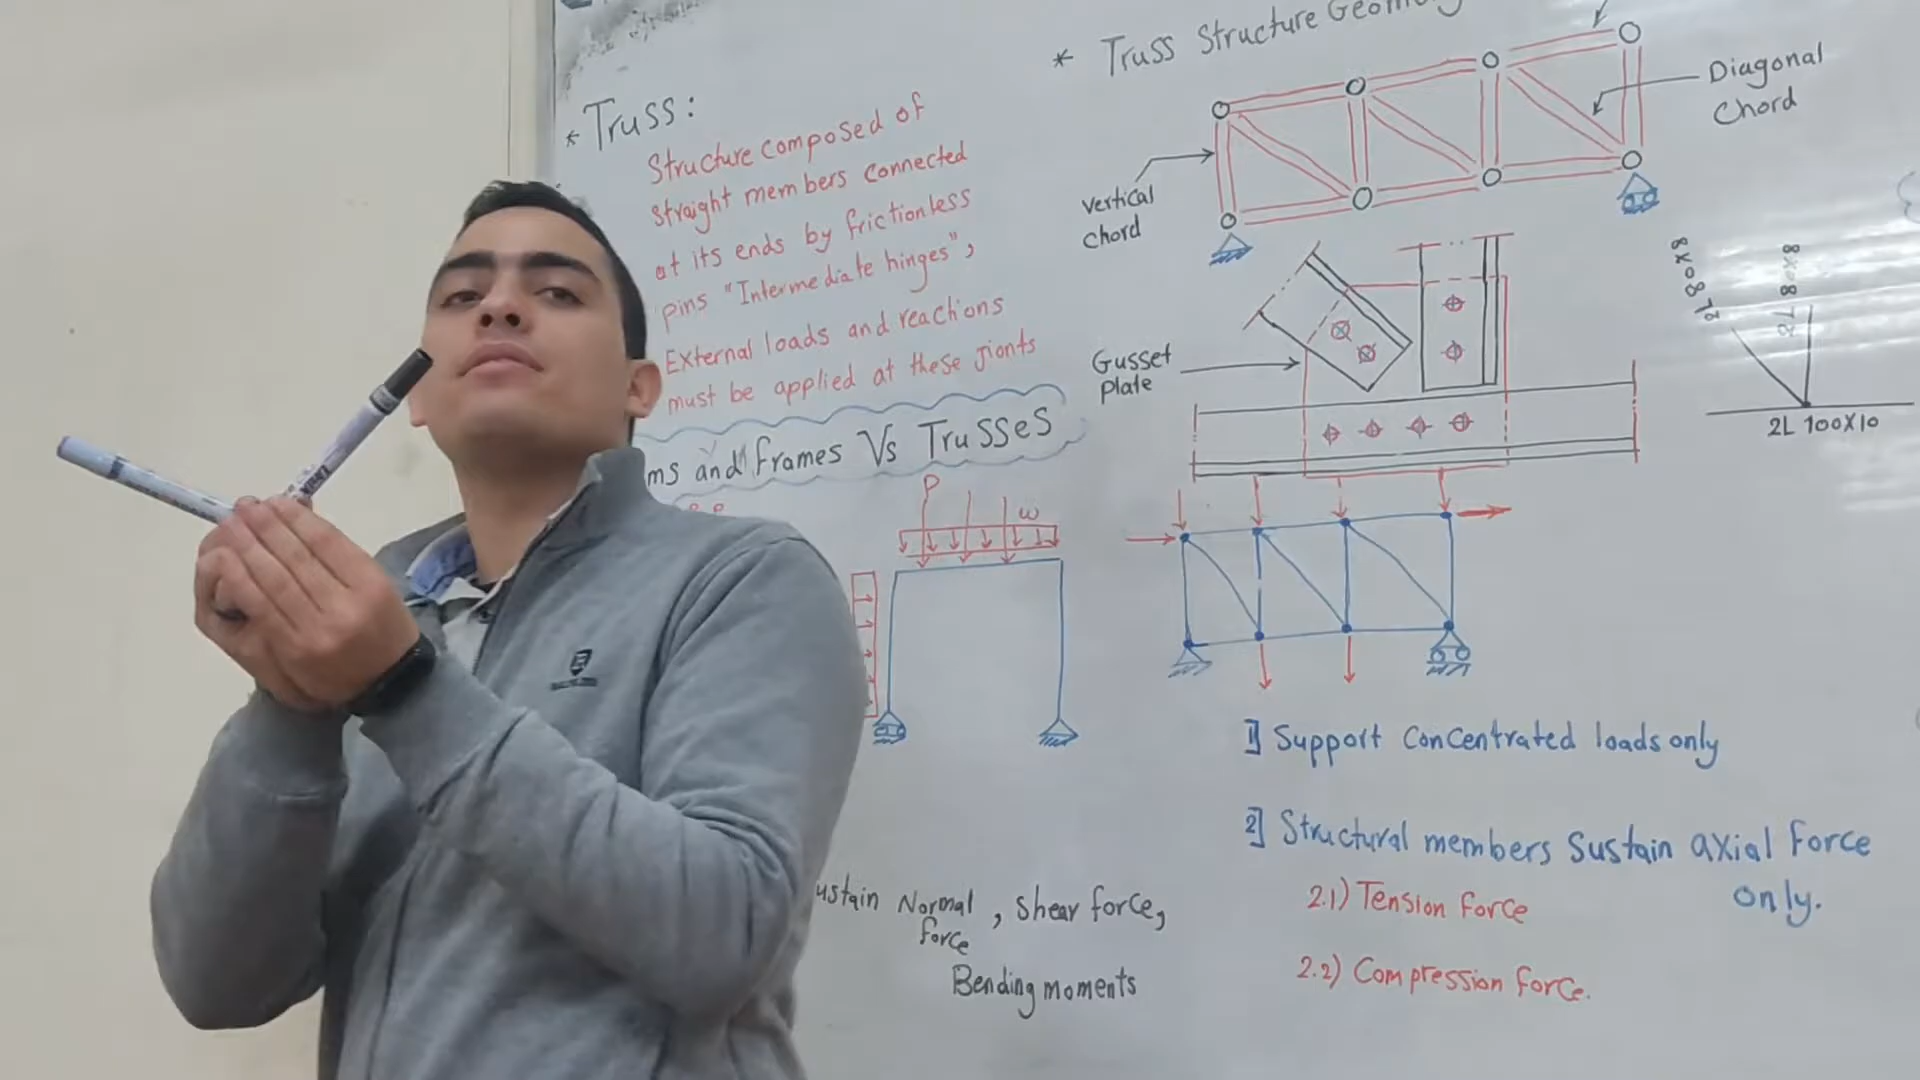 * Truss:
Structure composed of
straight members connected
at its ends by frictionless
pins "Intermediate hinges",
External loads and reactions
must be applied at these jionts
ms and frames Vs Trusses
P
w
ustain Normal force, shear force,
Bending moments
* Truss Structure
Diagonal
Chord
vertical
chord
Gusset
plate
2L 100x10
1] Support concentrated loads only
2] Structural members sustain axial force
only.
2.1) Tension force
2.2) Compression force.